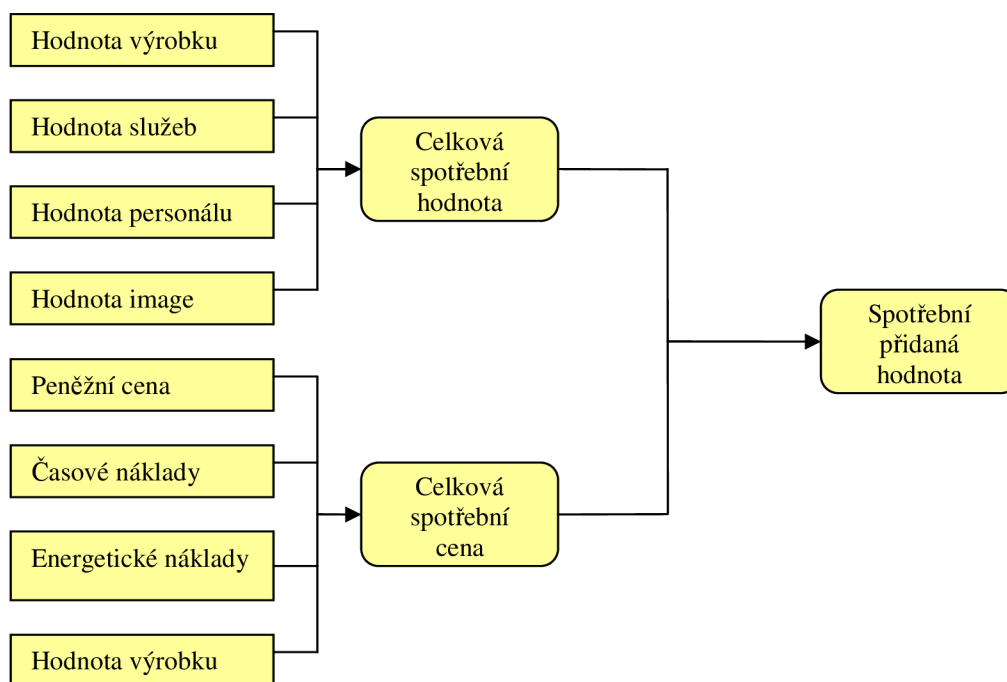 Hodnota výrobku
Hodnota služeb
Hodnota personálu
Hodnota image
Peněžní cena
Časové náklady
Energetické náklady
Hodnota výrobku
Celková
spotřební
hodnota
Celková
spotřební
cena
Spotřební
přidaná
hodnota